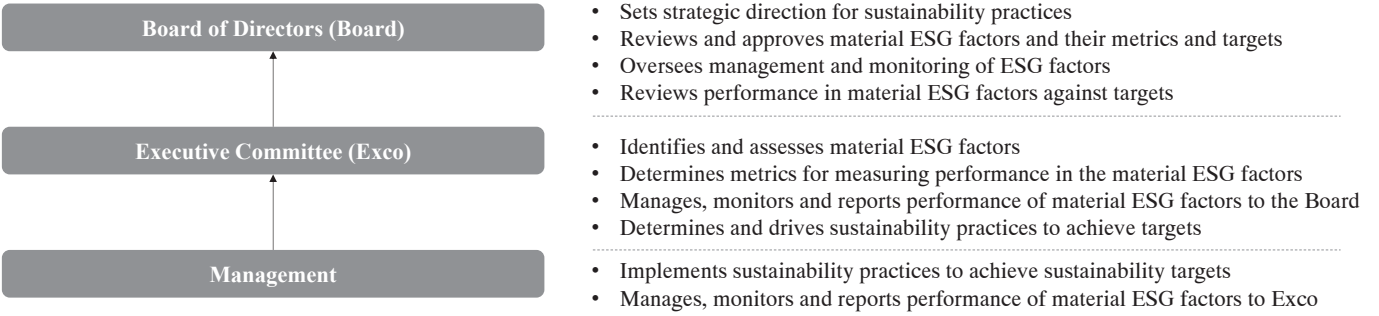 Board of Directors (Board)
• Sets strategic direction for sustainability practices
• Reviews and approves material ESG factors and their metrics and targets
• Oversees management and monitoring of ESG factors
• Reviews performance in material ESG factors against targets
Executive Committee (Exco)
• Identifies and assesses material ESG factors
• Determines metrics for measuring performance in the material ESG factors
• Manages, monitors and reports performance of material ESG factors to the Board
• Determines and drives sustainability practices to achieve targets
Management
• Implements sustainability practices to achieve sustainability targets
• Manages, monitors and reports performance of material ESG factors to Exco